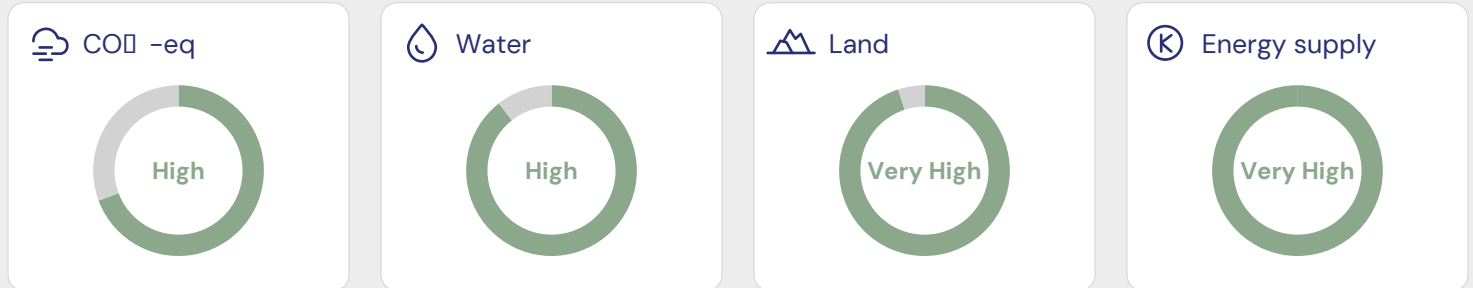 CO▯ -eq
Water
Land
Energy supply
High
High
Very High
Very High